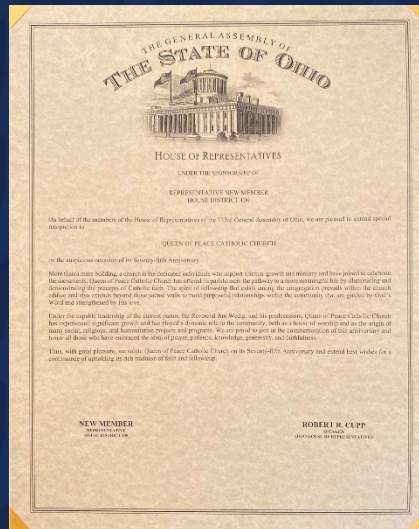 THE GENERAL ASSEMBLY OF
THE STATE OF OHIO
HOUSE OF REPRESENTATIVES
UNDER THE SPONSORSHIP OF
REPRESENTATIVE NEW MEMBER
HOUSE DISTRICT 100
On behalf of the members of the House of Representatives of the 133rd General Assembly of Ohio, we are pleased to extend special
recognition to
QUEEN OF PEACE CATHOLIC CHURCH
on the auspicious occasion of its Seventy-fifth Anniversary.
More than a mere building, a church is the dedicated individuals who support spiritual growth and ministry and have joined to celebrate
the sacraments. Queen of Peace Catholic Church has offered its parishioners the pathway to a more meaningful life by illuminating and
demonstrating the precepts of Catholic faith. The spirit of fellowship that exists among the congregation prevails within the church
edifice and also extends beyond those sacred walls to build purposeful relationships within the community that are guided by God's
Word and strengthened by His love.
Under the capable leadership of the current pastor, the Reverend Jim Wedig, and his predecessors, Queen of Peace Catholic Church
has experienced significant growth and has played a dynamic role in the community, both as a house of worship and as the origin of
many social, religious, and humanitarian projects and programs. We are proud to join in the commemoration of this anniversary and
honor all those who have embraced the ideal of prayer, patience, knowledge, generosity, and faithfulness.
Thus, with great pleasure, we salute Queen of Peace Catholic Church on its Seventy-fifth Anniversary and extend best wishes for a
continuance of upholding its rich tradition of faith and fellowship.
NEW MEMBER
REPRESENTATIVE
HOUSE DISTRICT 100
ROBERT R. CUPP
SPEAKER
OHIO HOUSE OF REPRESENTATIVES